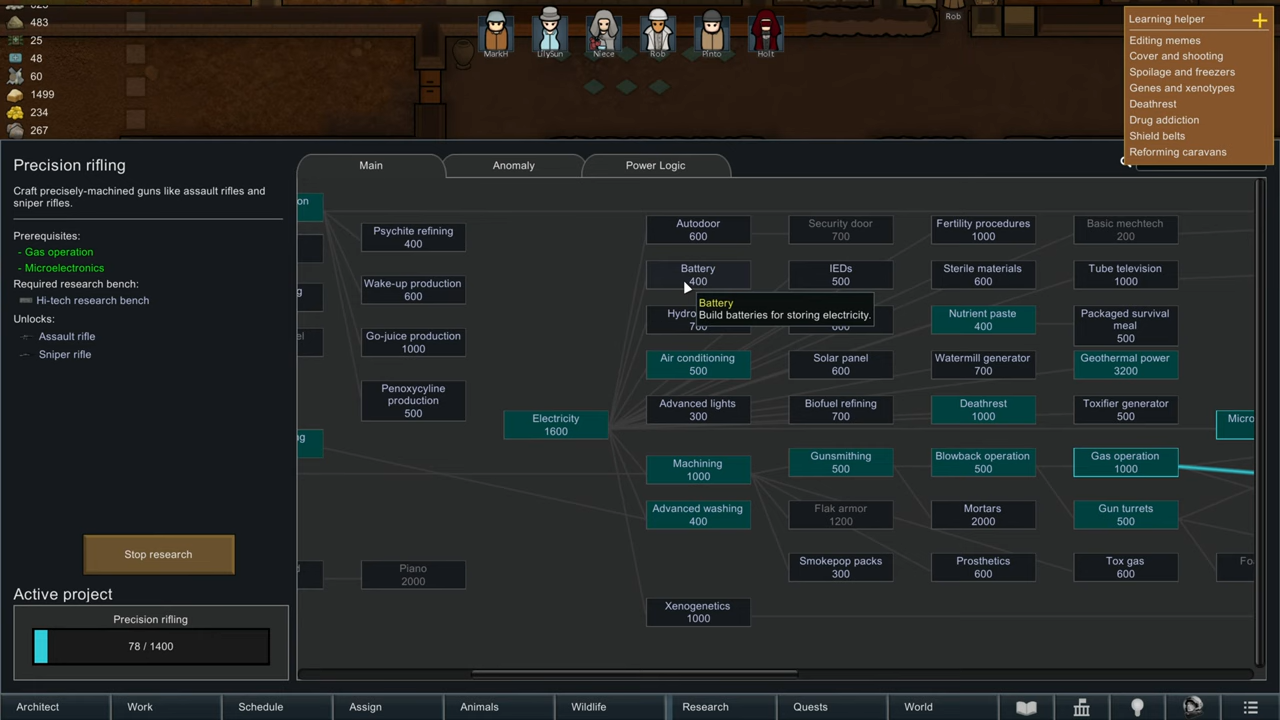 483
25
48
60
1499
234
267
MarkH
LilySun
Niece
Rob
Pinto
Holt
Rob
Learning helper
Editing memes
Cover and shooting
Spoilage and freezers
Genes and xenotypes
Deathrest
Drug addiction
Shield belts
Reforming caravans
Precision rifling
Craft precisely-machined guns like assault rifles and
sniper rifles.
Prerequisites:
- Gas operation
- Microelectronics
Required research bench:
Hi-tech research bench
Unlocks:
Assault rifle
Sniper rifle
Stop research
Active project
Precision rifling
78 / 1400
Main
Anomaly
Power Logic
on
Psychite refining
400
Wake-up production
600
Go-juice production
1000
Penoxycyline
production
500
Piano
2000
Electricity
1600
Autodoor
600
Battery
400
Battery
Build batteries for storing electricity.
Hydro
Air conditioning
500
Advanced lights
300
Machining
1000
Advanced washing
400
Xenogenetics
1000
Security door
700
IEDs
500
Solar panel
600
Biofuel refining
700
Gunsmithing
500
Flak armor
1200
Smokepop packs
300
Fertility procedures
1000
Sterile materials
600
Nutrient paste
400
Watermill generator
700
Deathrest
1000
Blowback operation
500
Mortars
2000
Prosthetics
600
Basic mechtech
200
Tube television
1000
Packaged survival
meal
500
Geothermal power
3200
Toxifier generator
500
Gas operation
1000
Gun turrets
500
Tox gas
600
Micro
Fo
Architect
Work
Schedule
Assign
Animals
Wildlife
Research
Quests
World